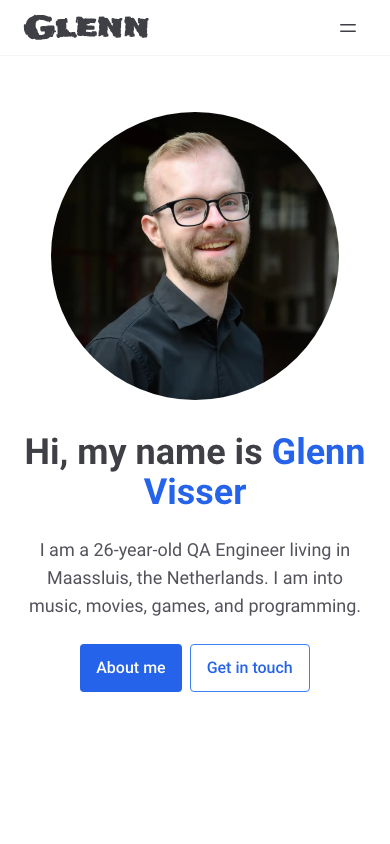 GLENN
Hi, my name is Glenn
Visser
I am a 26-year-old QA Engineer living in
Maassluis, the Netherlands. I am into
music, movies, games, and programming.
About me
Get in touch